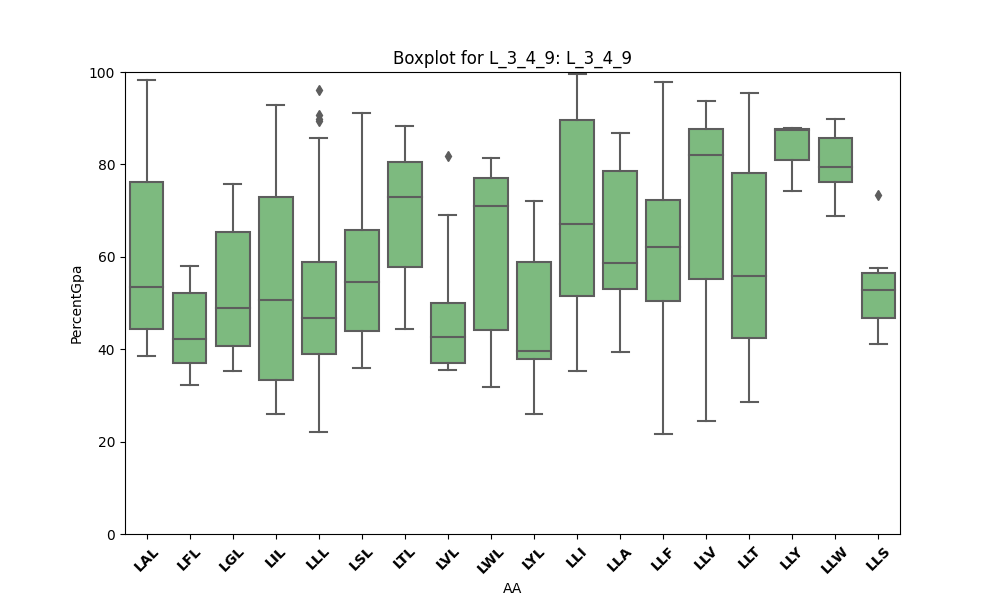 Boxplot for L_3_4_9: L_3_4_9
PercentGpa
100
80
60
40
20
0
LAL LFL LGL LIL LLL LSL LTL LVL LWL LYL LLI LLA LLF LLV LLT LLY LLW LLS
AA